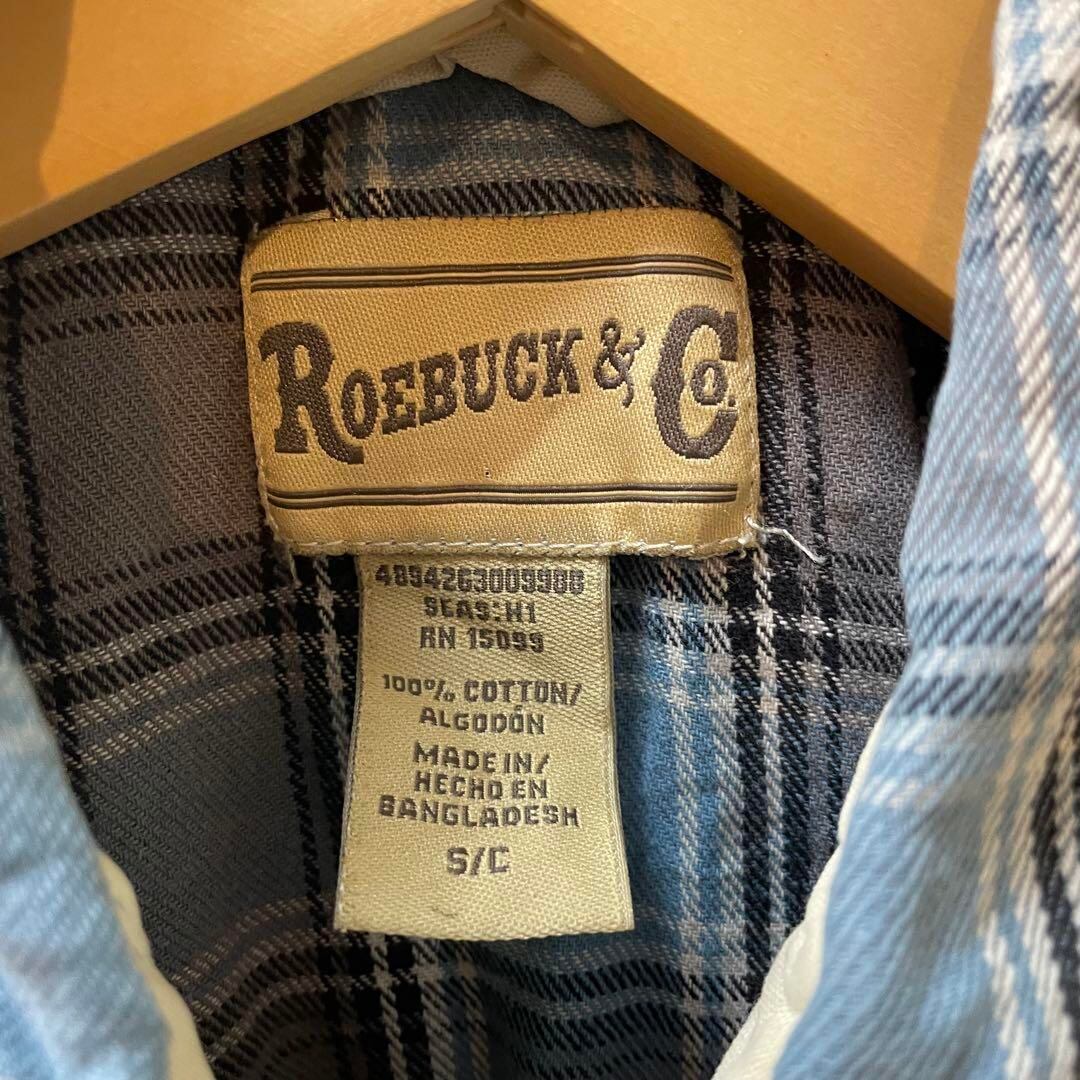 ROEBUCK & CO.
4894263009988
SEAS:H1
RN 15099
100% COTTON/
ALGODÓN
MADE IN/
HECHO EN
BANGLADESH
S/C